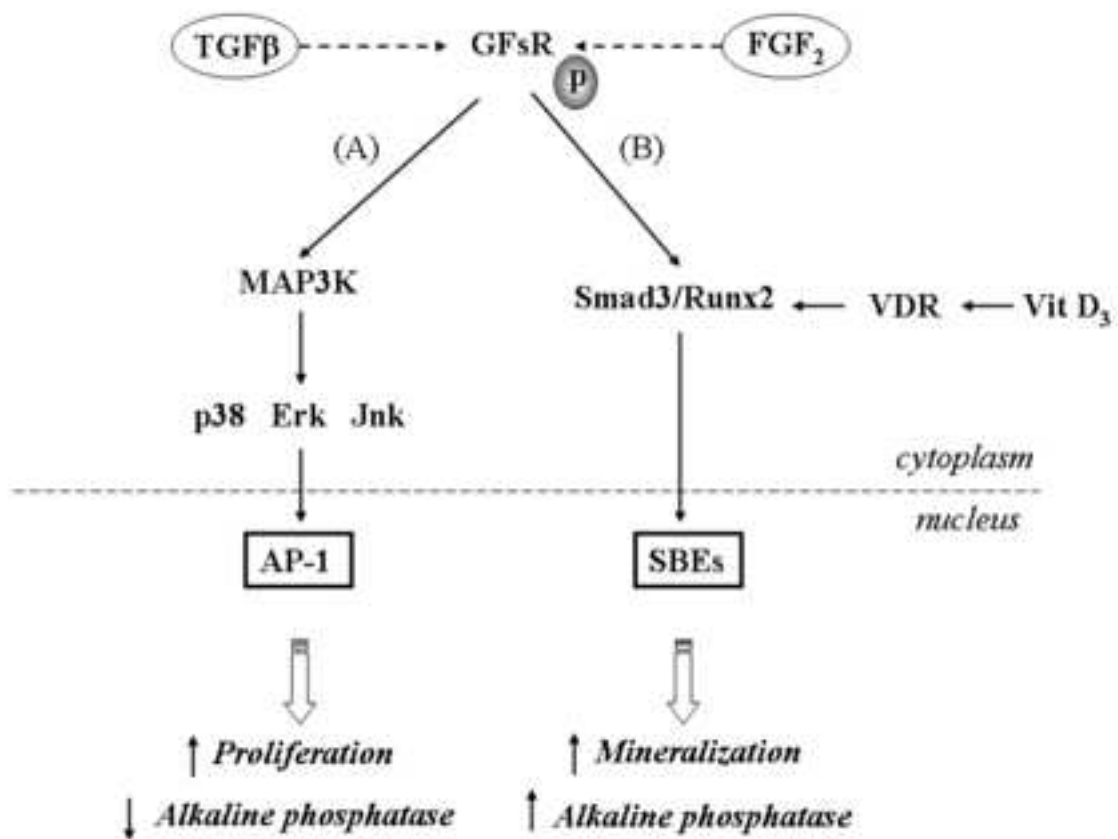 TGFβ GFsR FGF₂
p
(A) (B)
MAP3K
Smad3/Runx2 VDR Vit D₃
p38 Erk Jnk
cytoplasm
nucleus
AP-1 SBEs
↑ Proliferation ↑ Mineralization
↓ Alkaline phosphatase ↑ Alkaline phosphatase